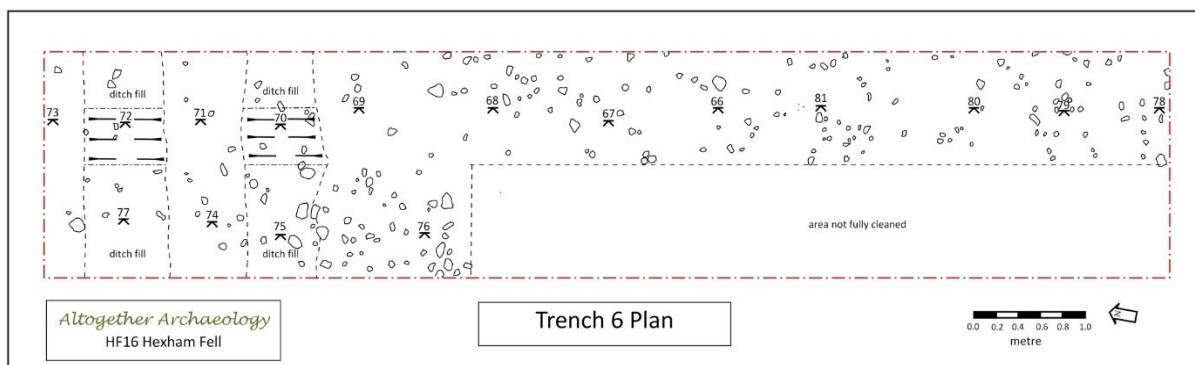 ditch fill
ditch fill
73
72
71
70
69
68
67
66
81
80
79
78
77
74
75
76
ditch fill
ditch fill
area not fully cleaned
Altogether Archaeology
HF16 Hexham Fell
Trench 6 Plan
0.0 0.2 0.4 0.6 0.8 1.0
metre
N